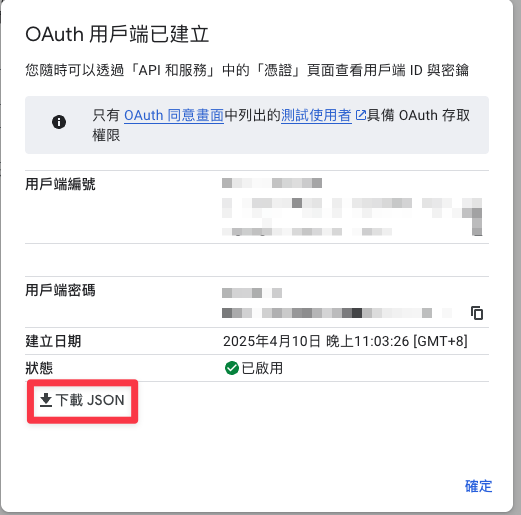 OAuth 用戶端已建立
您隨時可以透過「API 和服務」中的「憑證」頁面查看用戶端 ID 與密鑰
只有 OAuth 同意畫面中列出的測試使用者具備 OAuth 存取
權限
用戶端編號
用戶端密碼
建立日期 2025年4月10日 晚上11:03:26 [GMT+8]
狀態 已啟用
下載 JSON
確定